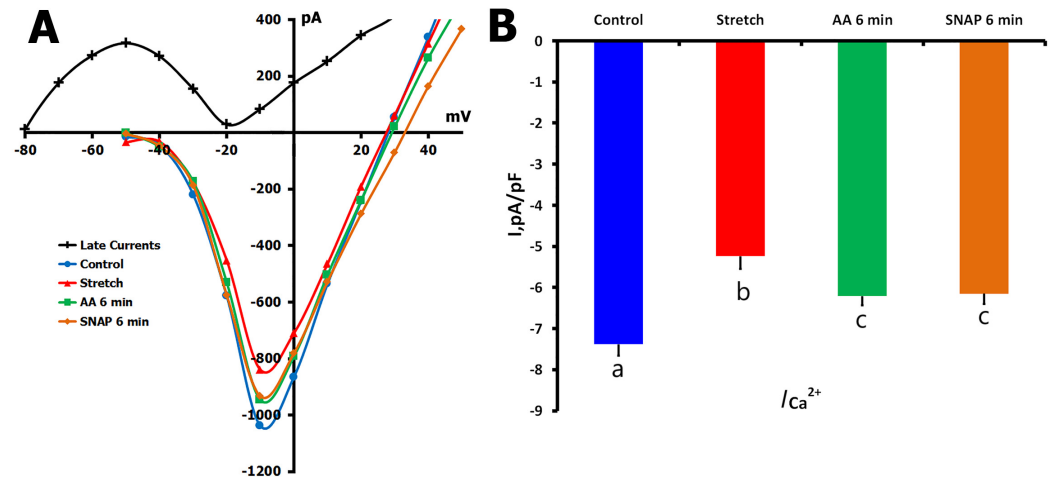 A
pA
400
200
mV
-80
-60
-40
-20
0
20
40
-200
-400
-600
-800
-1000
-1200
Late Currents
Control
Stretch
AA 6 min
SNAP 6 min
B
Control
Stretch
AA 6 min
SNAP 6 min
0
-1
-2
-3
-4
-5
-6
-7
-8
-9
I,pA/pF
a
b
c
c
ICa2+